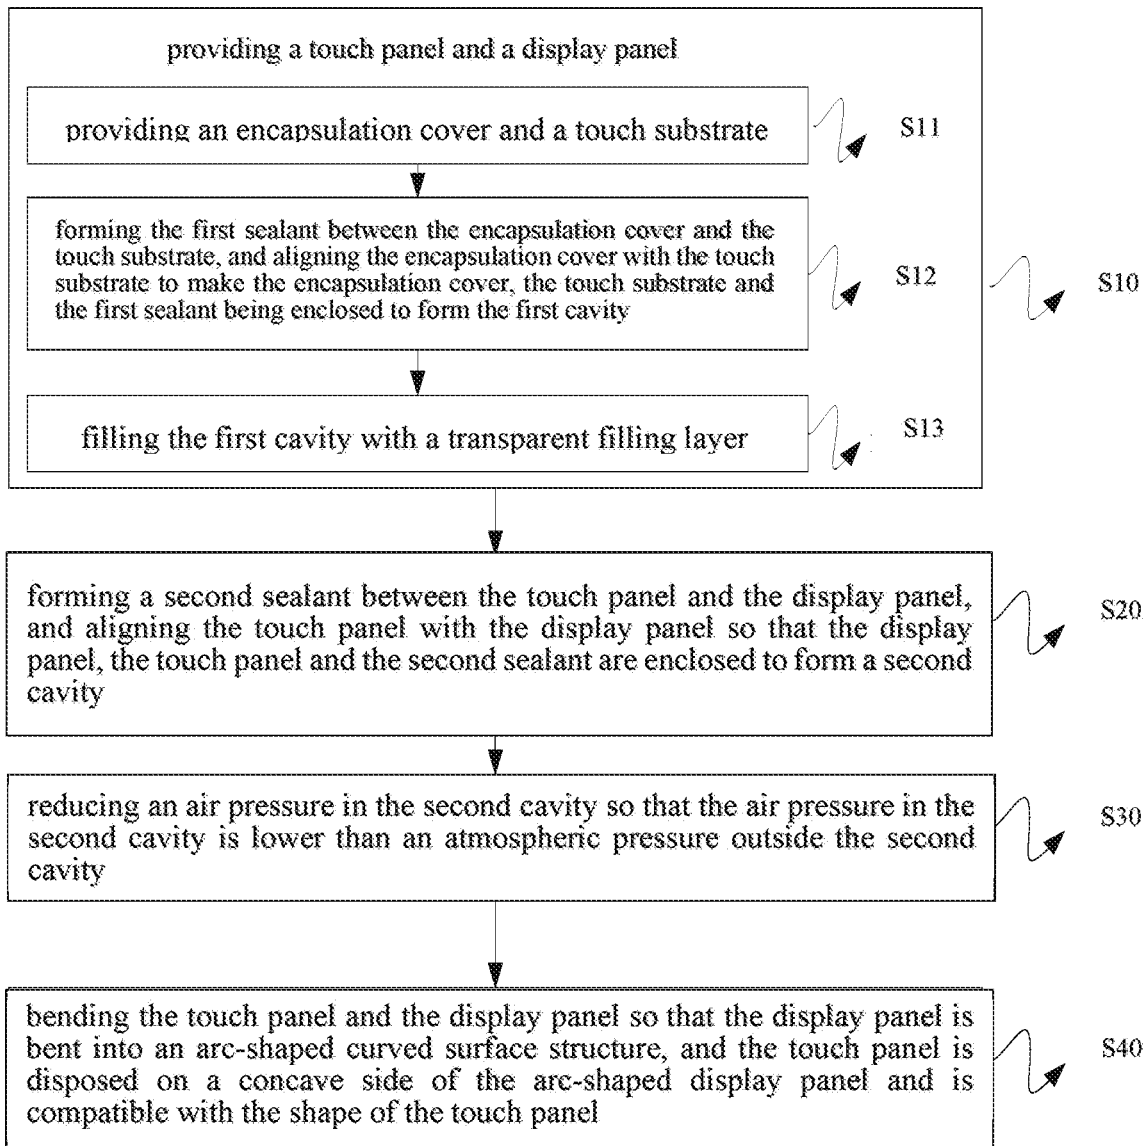 providing a touch panel and a display panel
providing an encapsulation cover and a touch substrate
S11
forming the first sealant between the encapsulation cover and the
touch substrate, and aligning the encapsulation cover with the touch
substrate to make the encapsulation cover, the touch substrate and
the first sealant being enclosed to form the first cavity
S12
S10
filling the first cavity with a transparent filling layer
S13
forming a second sealant between the touch panel and the display panel,
and aligning the touch panel with the display panel so that the display
panel, the touch panel and the second sealant are enclosed to form a second
cavity
S20
reducing an air pressure in the second cavity so that the air pressure in the
second cavity is lower than an atmospheric pressure outside the second
cavity
S30
bending the touch panel and the display panel so that the display panel is
bent into an arc-shaped curved surface structure, and the touch panel is
disposed on a concave side of the arc-shaped display panel and is
compatible with the shape of the touch panel
S40